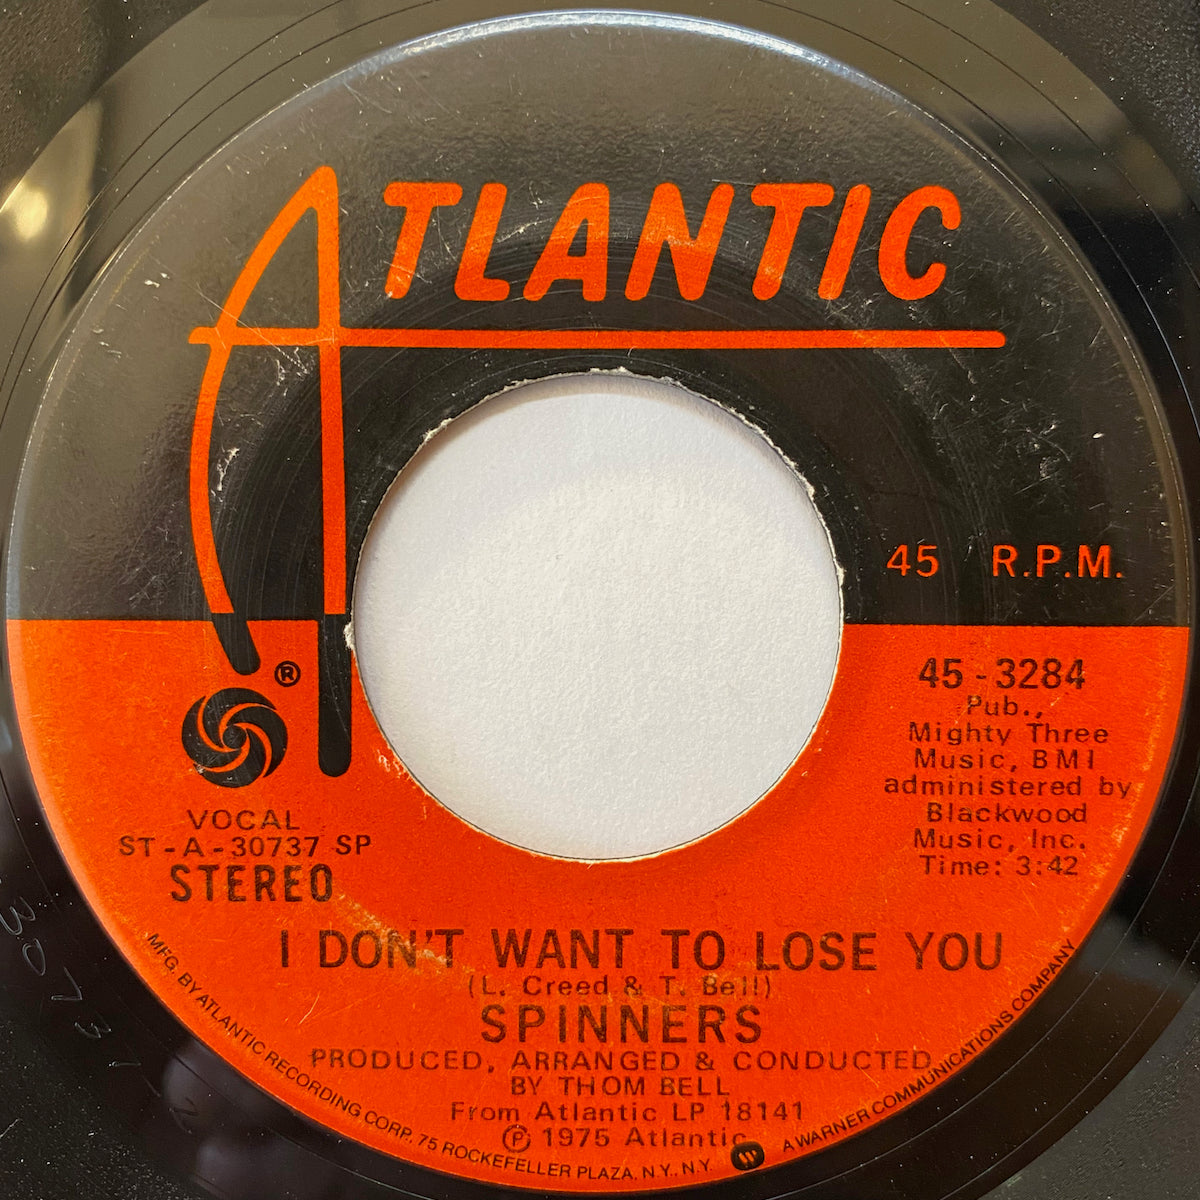 ATLANTIC
45 R.P.M.
®
45-3284
Pub.,
Mighty Three
Music, BMI
administered by
Blackwood
Music, Inc.
Time: 3:42
VOCAL
ST-A-30737 SP
STEREO
I DON'T WANT TO LOSE YOU
(L. Creed & T. Bell)
SPINNERS
PRODUCED, ARRANGED & CONDUCTED
BY THOM BELL
From Atlantic LP 18141
℗ 1975 Atlantic
MFG. BY ATLANTIC RECORDING CORP. 75 ROCKEFELLER PLAZA, N.Y., N.Y. W A WARNER COMMUNICATIONS COMPANY